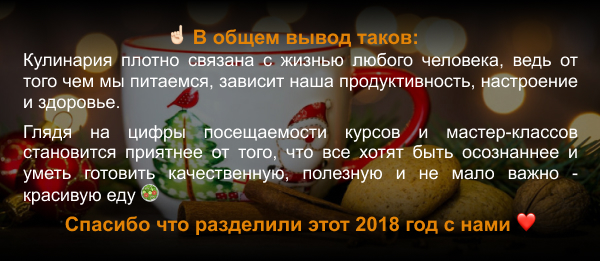 ☝🏻 В общем вывод таков:
Кулинария плотно связана с жизнью любого человека, ведь от
того чем мы питаемся, зависит наша продуктивность, настроение
и здоровье.
Глядя на цифры посещаемости курсов и мастер-классов
становится приятнее от того, что все хотят быть осознаннее и
уметь готовить качественную, полезную и не мало важно -
красивую еду 🥗
Спасибо что разделили этот 2018 год с нами ❤️